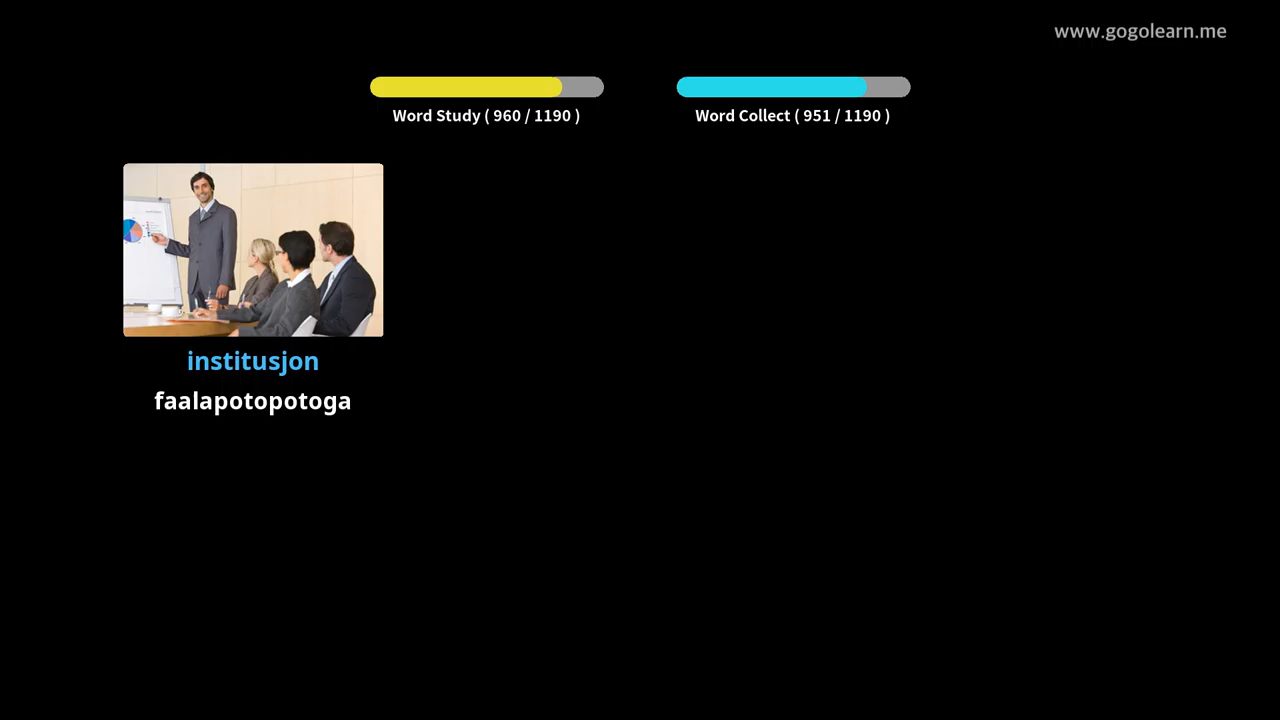 www.gogolearn.me
Word Study ( 960 / 1190 )
Word Collect ( 951 / 1190 )
institusjon
faalapotopotoga